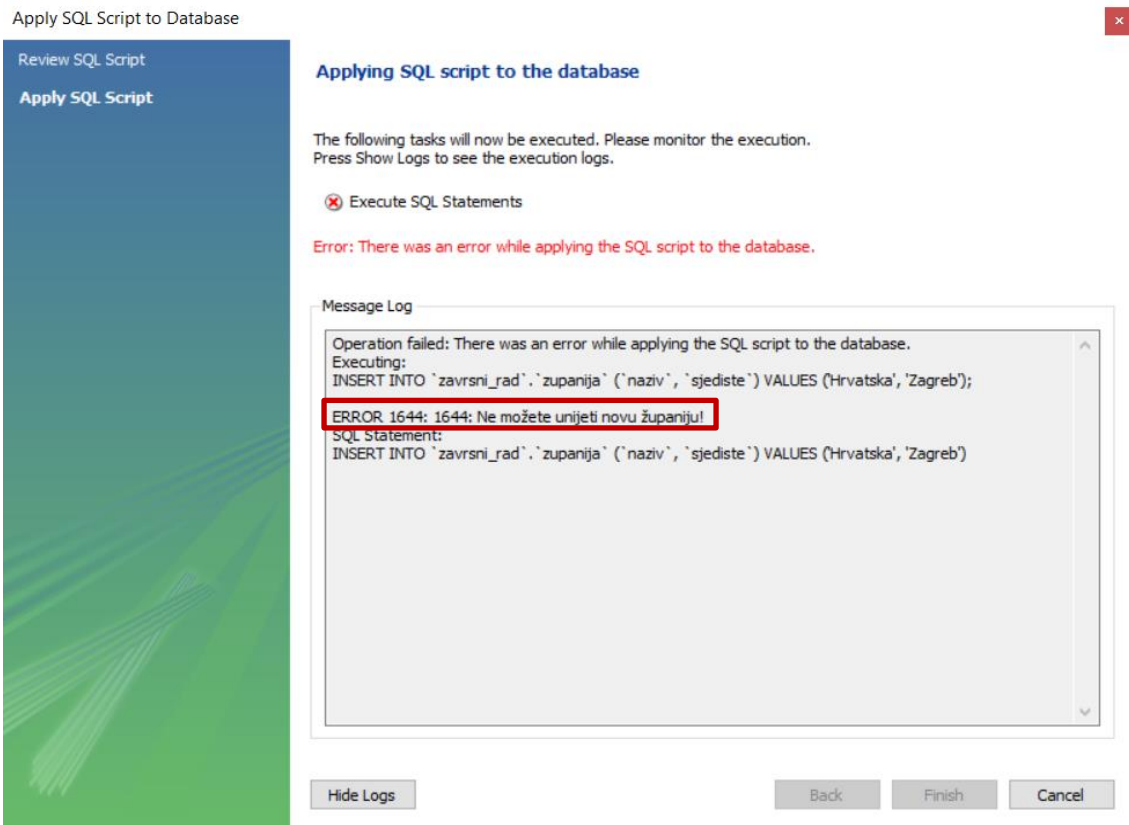 Apply SQL Script to Database
Review SQL Script
Apply SQL Script
Applying SQL script to the database
The following tasks will now be executed. Please monitor the execution.
Press Show Logs to see the execution logs.
Execute SQL Statements
Error: There was an error while applying the SQL script to the database.
Message Log
Operation failed: There was an error while applying the SQL script to the database.
Executing:
INSERT INTO `zavrsni_rad`.`zupanija` (`naziv`, `sjediste`) VALUES ('Hrvatska', 'Zagreb');
ERROR 1644: 1644: Ne možete unijeti novu županiju!
SQL Statement:
INSERT INTO `zavrsni_rad`.`zupanija` (`naziv`, `sjediste`) VALUES ('Hrvatska', 'Zagreb')
Hide Logs
Back
Finish
Cancel